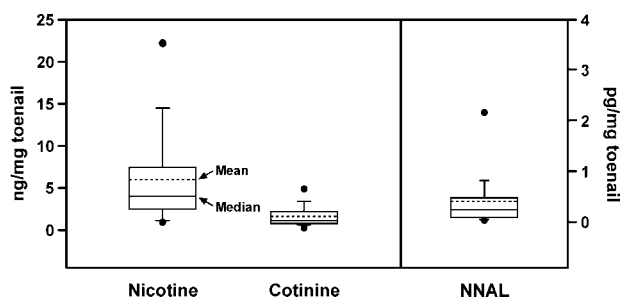 ng/mg toenail
25
20
15
10
5
0
Mean
Median
4
3
2
1
0
pg/mg toenail
Nicotine
Cotinine
NNAL